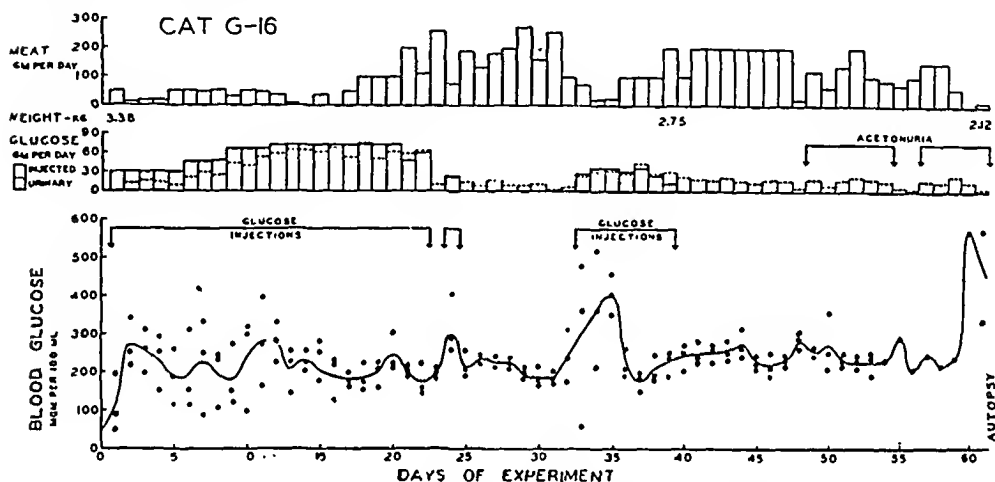 CAT G-16
MEAT
GM PER DAY
300
200
100
0
WEIGHT-KG 3.38 2.75 2.12
GLUCOSE
GM PER DAY
INJECTED
URINARY
90
60
30
0
ACETONURIA
GLUCOSE
INJECTIONS
GLUCOSE
INJECTIONS
BLOOD GLUCOSE
MGM PER 100 ML
600
500
400
300
200
100
0
0 5 0 15 20 25 30 35 40 45 50 55 60
DAYS OF EXPERIMENT
AUTOPSY